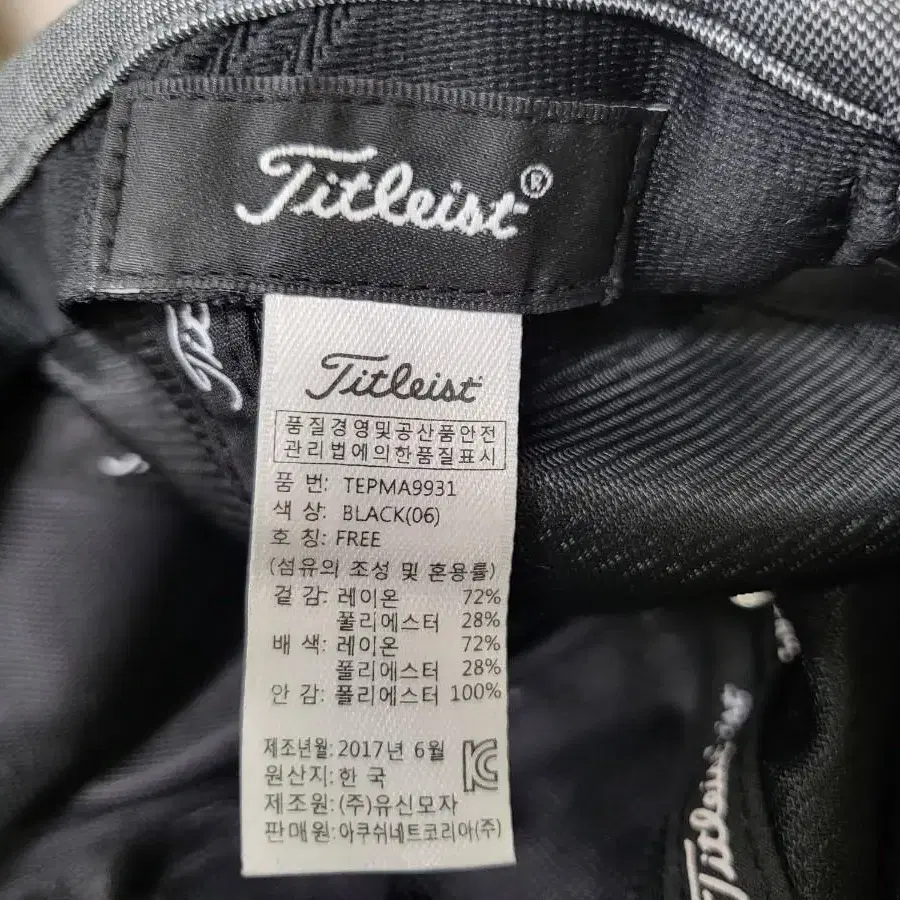 Titleist®
Titleist
품질경영및공산품안전
관리법에의한품질표시
품 번: TEPMA9931
색 상: BLACK(06)
호 칭: FREE
(섬유의 조성 및 혼용률)
겉 감: 레이온 72%
폴리에스터 28%
배 색: 레이온 72%
폴리에스터 28%
안 감: 폴리에스터 100%
제조년월: 2017년 6월
원산지: 한 국
제조원: (주)유신모자
판매원: 아쿠쉬네트코리아(주)
Titleist